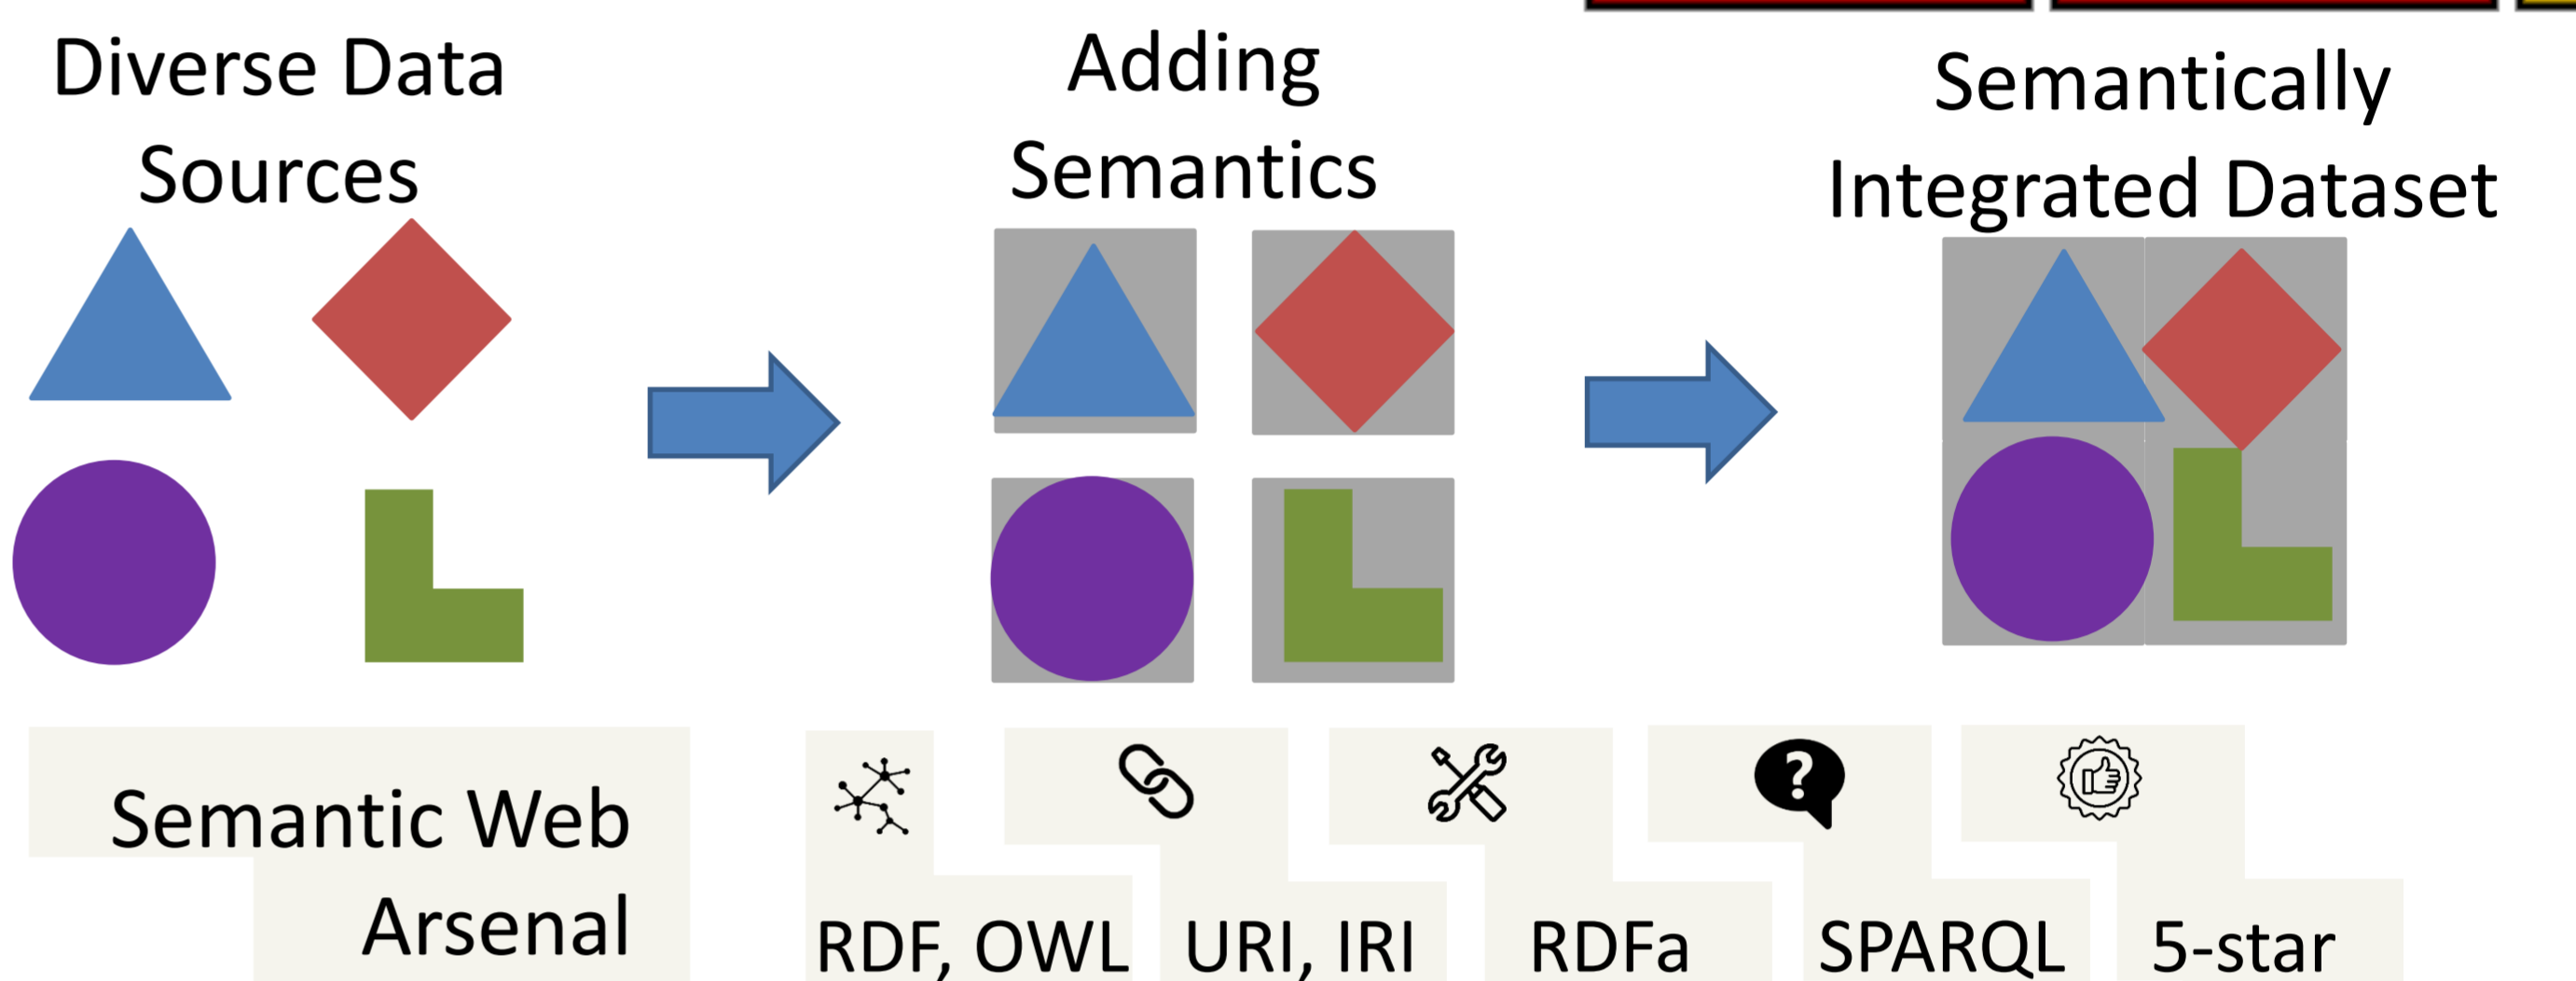 Diverse Data
Sources
Adding
Semantics
Semantically
Integrated Dataset
Semantic Web
Arsenal
?
RDF, OWL
URI, IRI
RDFa
SPARQL
5-star